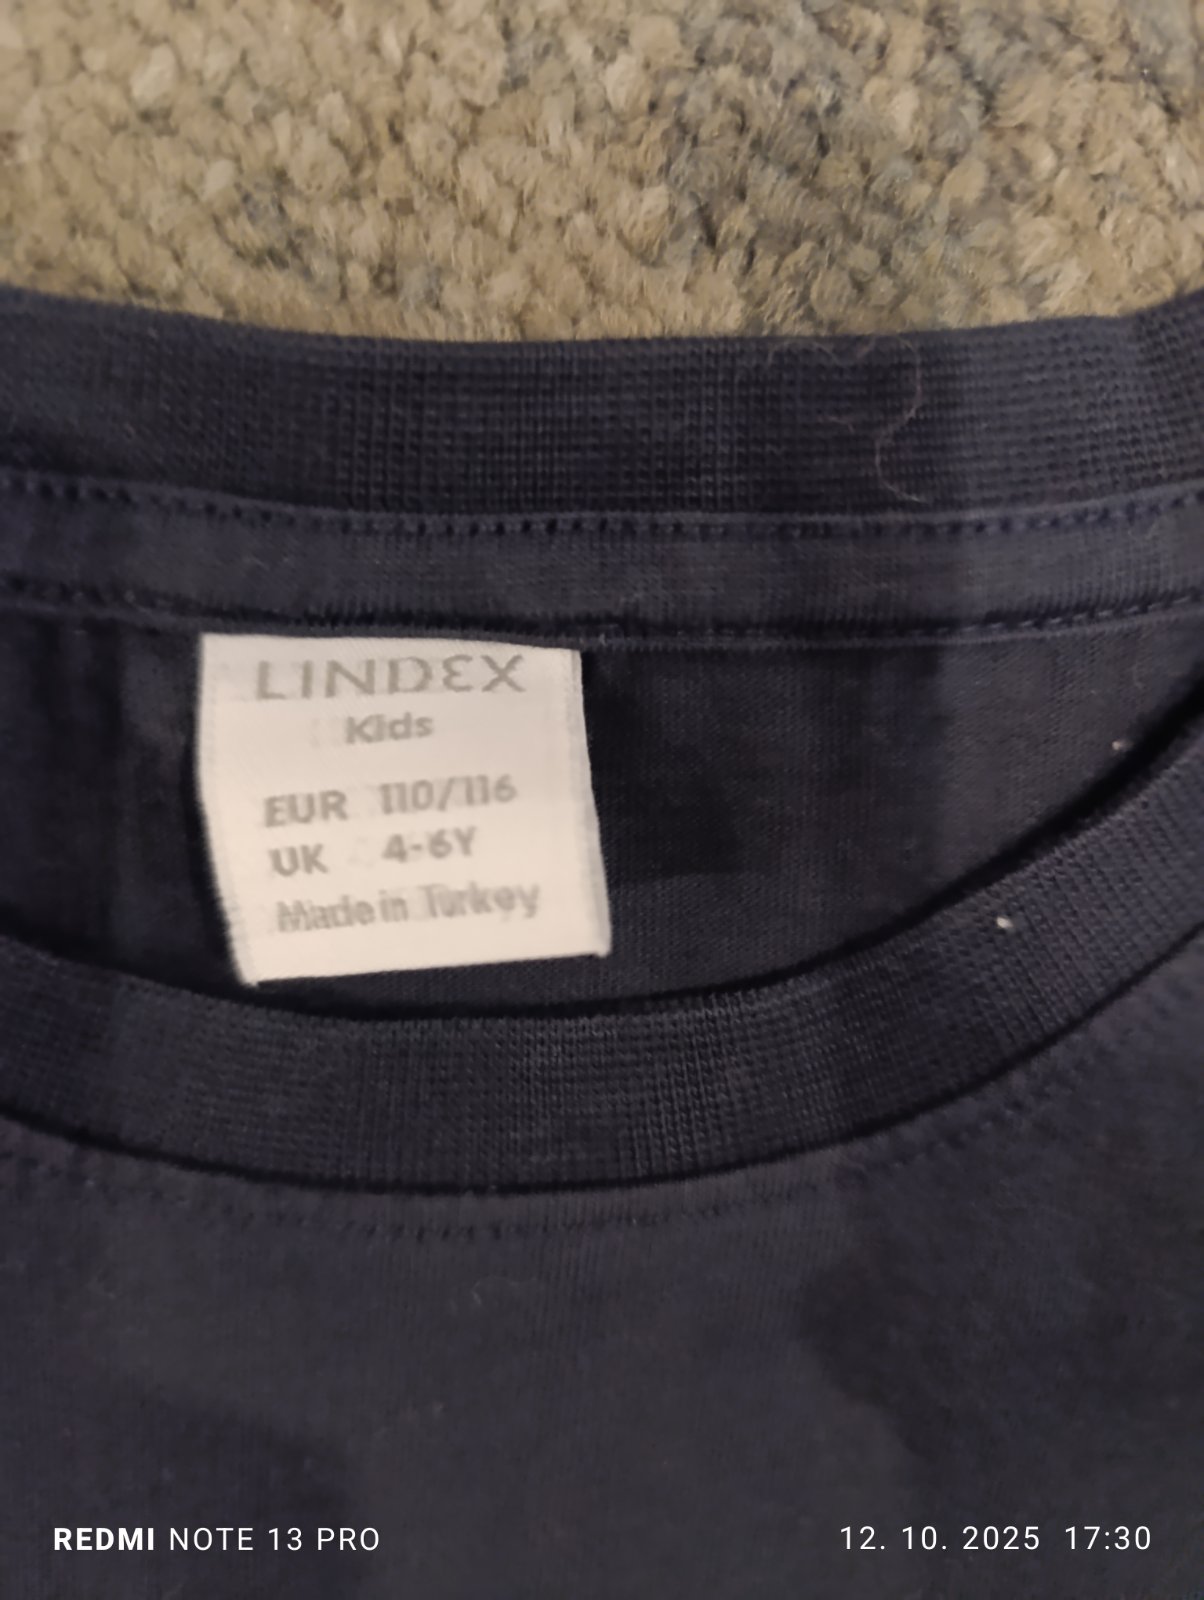 LINDEX
Kids
EUR 110/116
UK 4-6Y
Made in Turkey
REDMI NOTE 13 PRO
12. 10. 2025 17:30